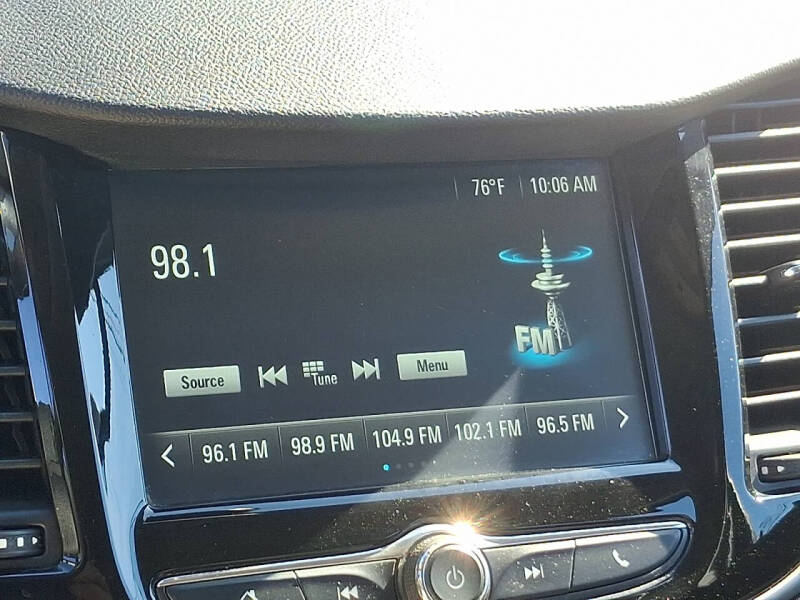 76°F 10:06 AM
98.1
FM
Source Tune Menu
96.1 FM 98.9 FM 104.9 FM 102.1 FM 96.5 FM